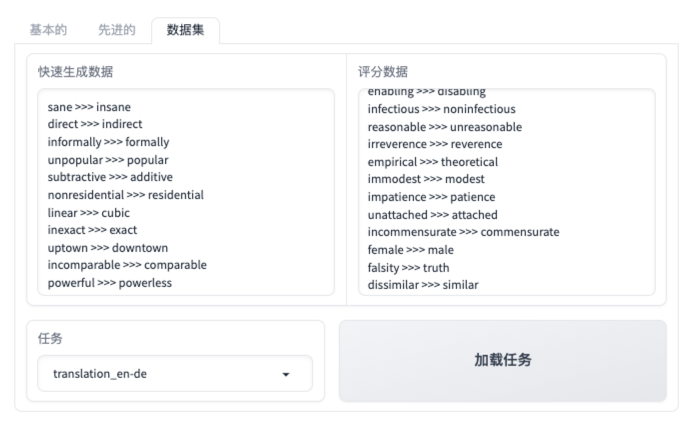 基本的
先进的
数据集
快速生成数据
sane >>> insane
direct >>> indirect
informally >>> formally
unpopular >>> popular
subtractive >>> additive
nonresidential >>> residential
linear >>> cubic
inexact >>> exact
uptown >>> downtown
incomparable >>> comparable
powerful >>> powerless
评分数据
enabling >>> disabling
infectious >>> noninfectious
reasonable >>> unreasonable
irreverence >>> reverence
empirical >>> theoretical
immodest >>> modest
impatience >>> patience
unattached >>> attached
incommensurate >>> commensurate
female >>> male
falsity >>> truth
dissimilar >>> similar
任务
translation_en-de
加载任务